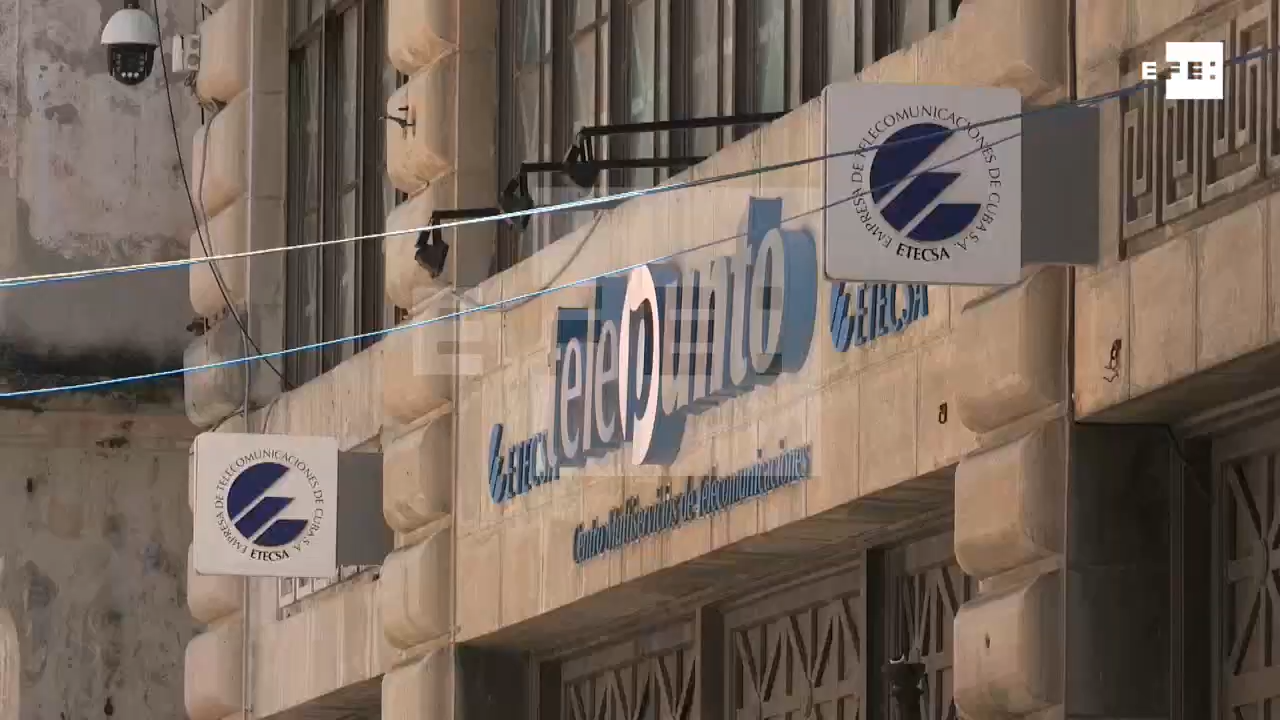 EFE:
EMPRESA DE TELECOMUNICACIONES DE CUBA S.A.
ETECSA
telepunto
ETECSA
ETECSA
Centro MultiServicios de Telecomunicaciones
EMPRESA DE TELECOMUNICACIONES DE CUBA S.A.
ETECSA
EFE: